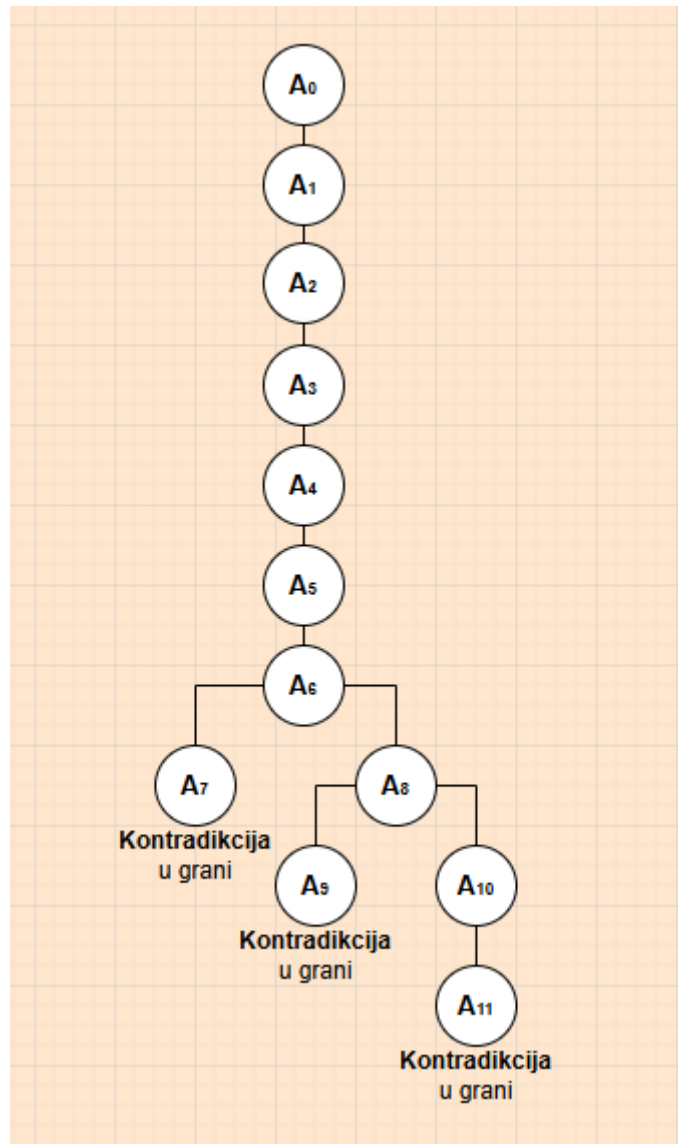 A₀
A₁
A₂
A₃
A₄
A₅
A₆
A₇
A₈
Kontradikcija
u grani
A₉
A₁₀
Kontradikcija
u grani
A₁₁
Kontradikcija
u grani